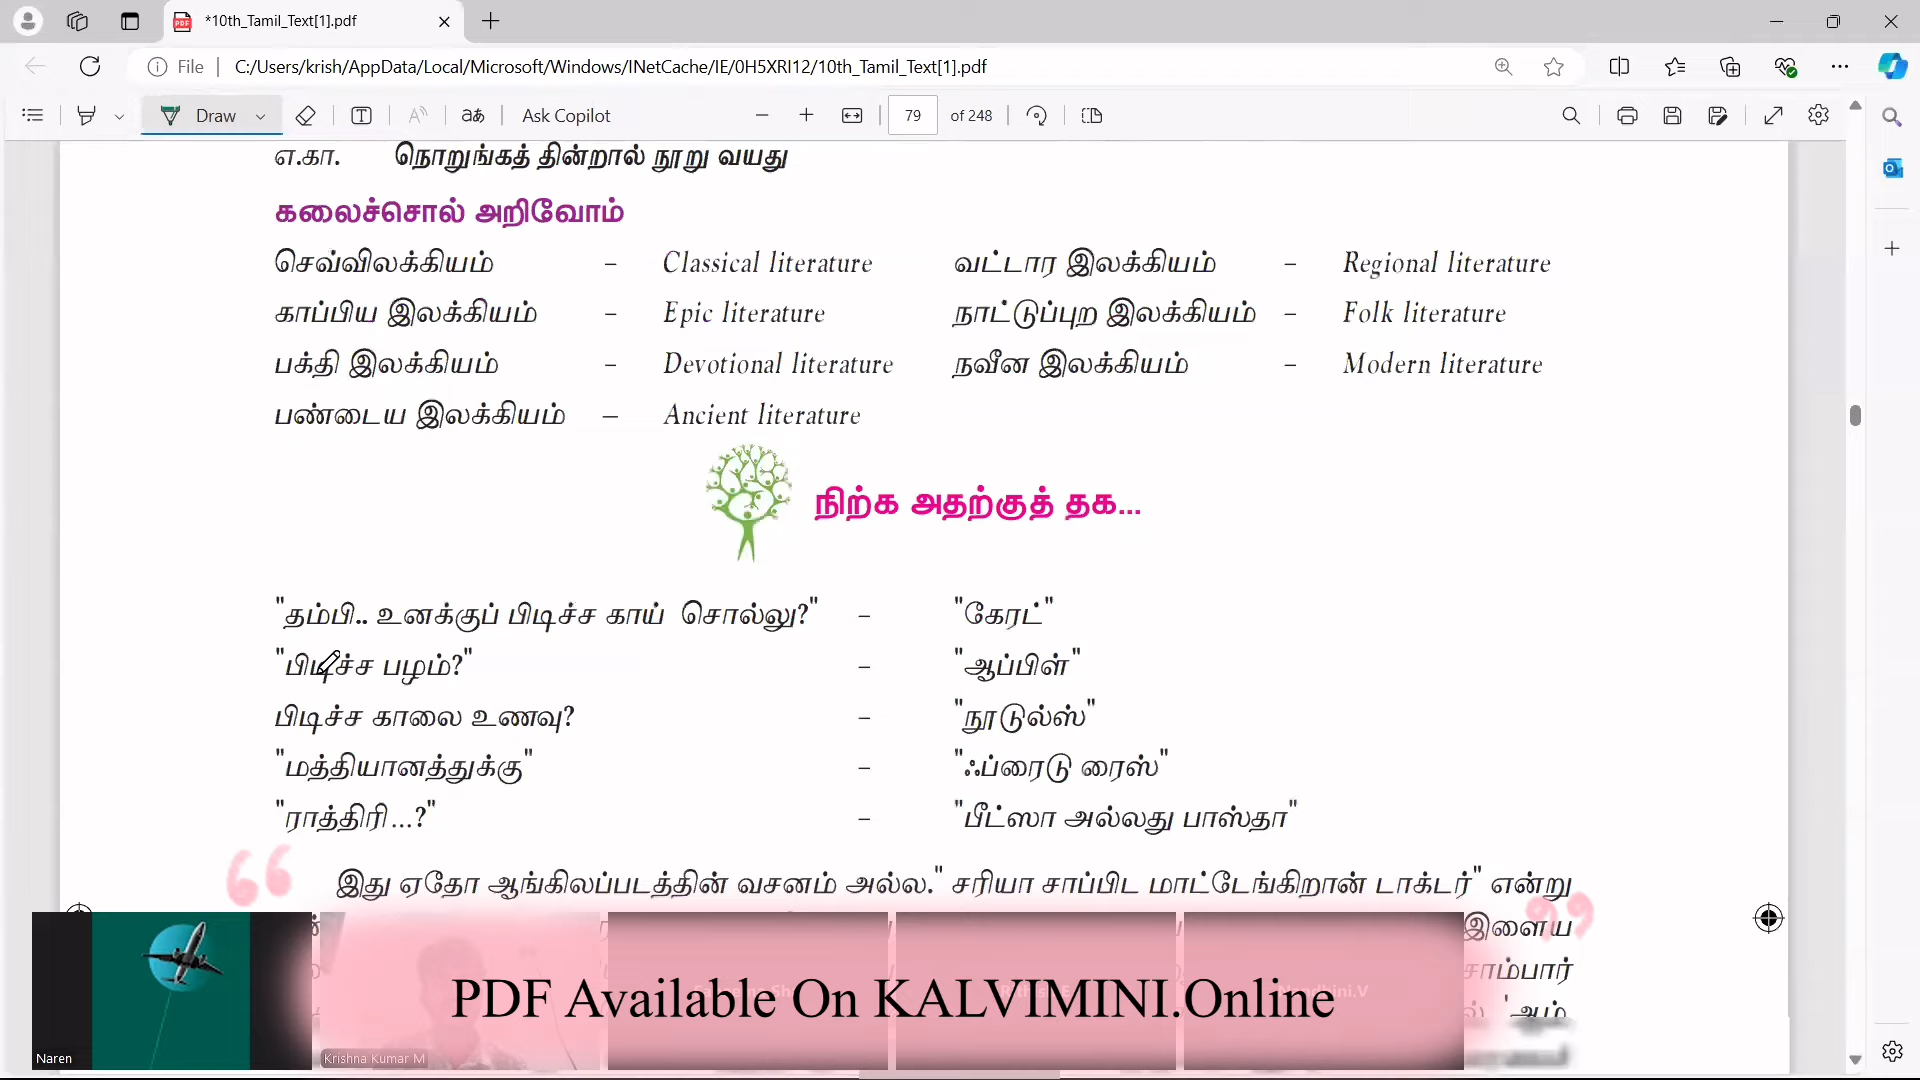 *10th_Tamil_Text[1].pdf
File C:/Users/krish/AppData/Local/Microsoft/Windows/INetCache/IE/0H5XRI12/10th_Tamil_Text[1].pdf
Draw Ask Copilot 79 of 248
எ.கா. நொறுங்கத் தின்றால் நூறு வயது
கலைச்சொல் அறிவோம்
செவ்விலக்கியம் – Classical literature வட்டார இலக்கியம் – Regional literature
காப்பிய இலக்கியம் – Epic literature நாட்டுப்புற இலக்கியம் – Folk literature
பக்தி இலக்கியம் – Devotional literature நவீன இலக்கியம் – Modern literature
பண்டைய இலக்கியம் – Ancient literature
நிற்க அதற்குத் தக...
"தம்பி.. உனக்குப் பிடிச்ச காய் சொல்லு?" – "கேரட்"
"பிடிச்ச பழம்?" – "ஆப்பிள்"
பிடிச்ச காலை உணவு? – "நூடுல்ஸ்"
"மத்தியானத்துக்கு" – "ஃப்ரைடு ரைஸ்"
"ராத்திரி...?" – "பீட்ஸா அல்லது பாஸ்தா"
இது ஏதோ ஆங்கிலப்படத்தின் வசனம் அல்ல." சரியா சாப்பிட மாட்டேங்கிறான் டாக்டர்" என்று
இளைய
சாம்பார்
PDF Available On KALVIMINI.Online
Naren
Krishna Kumar M